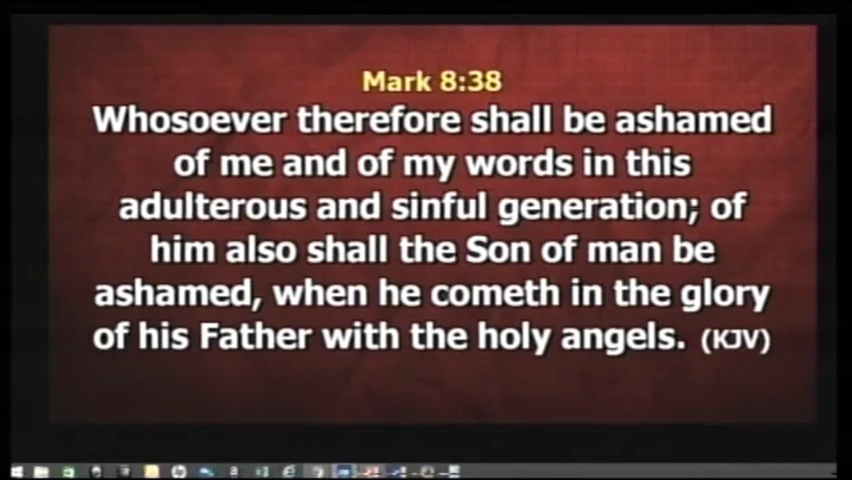 Mark 8:38
Whosoever therefore shall be ashamed
of me and of my words in this
adulterous and sinful generation; of
him also shall the Son of man be
ashamed, when he cometh in the glory
of his Father with the holy angels. (KJV)